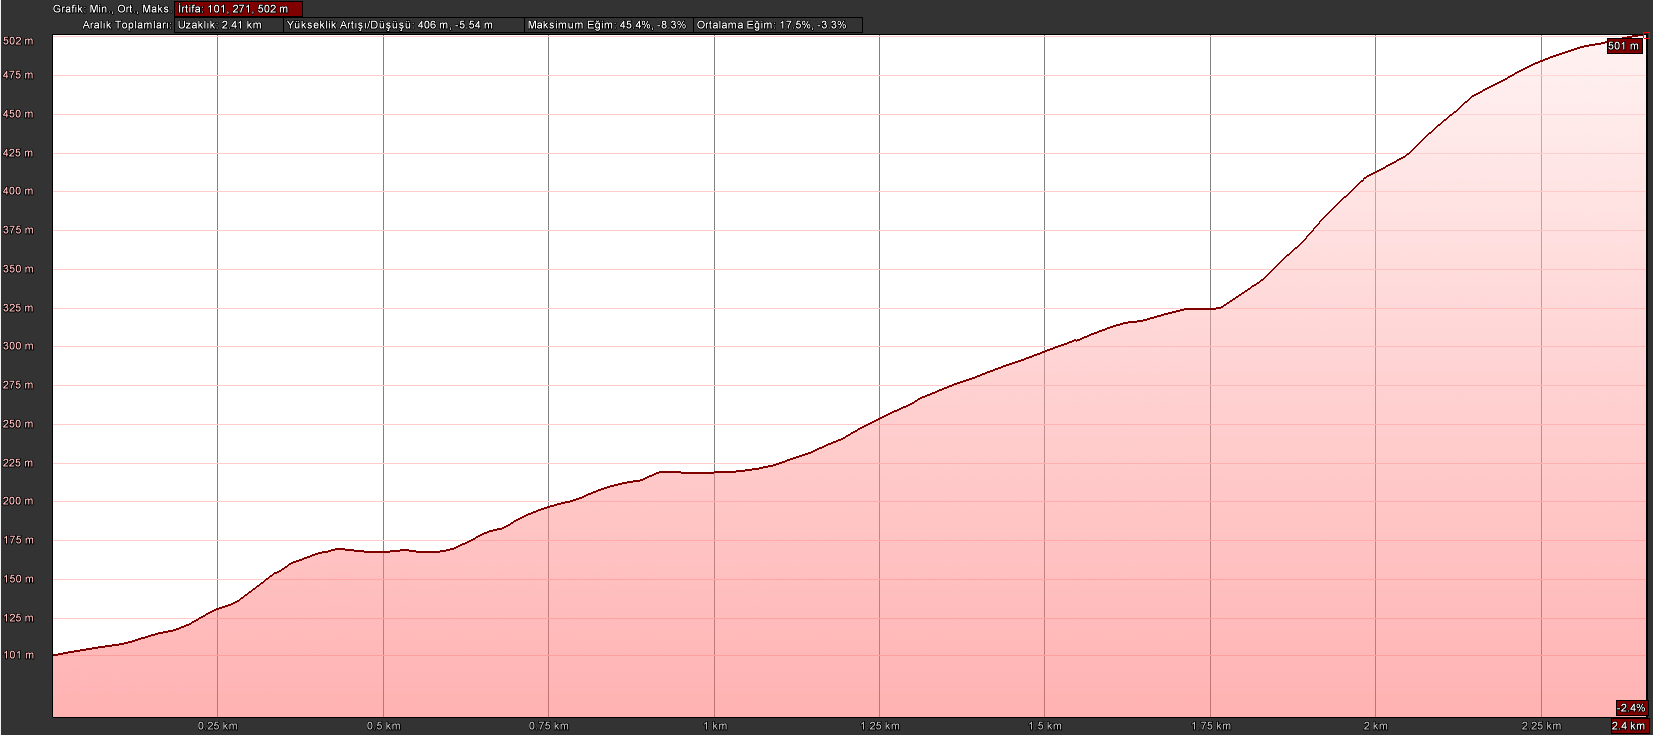 Grafik: Min., Ort., Maks İrtifa: 101, 271, 502 m
Aralık Toplamları: Uzaklık: 2.41 km Yükseklik Artışı/Düşüşü: 406 m, -5.54 m Maksimum Eğim: 45.4%, -8.3% Ortalama Eğim: 17.5%, -3.3%
502 m
501 m
475 m
450 m
425 m
400 m
375 m
350 m
325 m
300 m
275 m
250 m
225 m
200 m
175 m
150 m
125 m
101 m
-2.4%
0.25 km 0.5 km 0.75 km 1 km 1.25 km 1.5 km 1.75 km 2 km 2.25 km 2.4 km